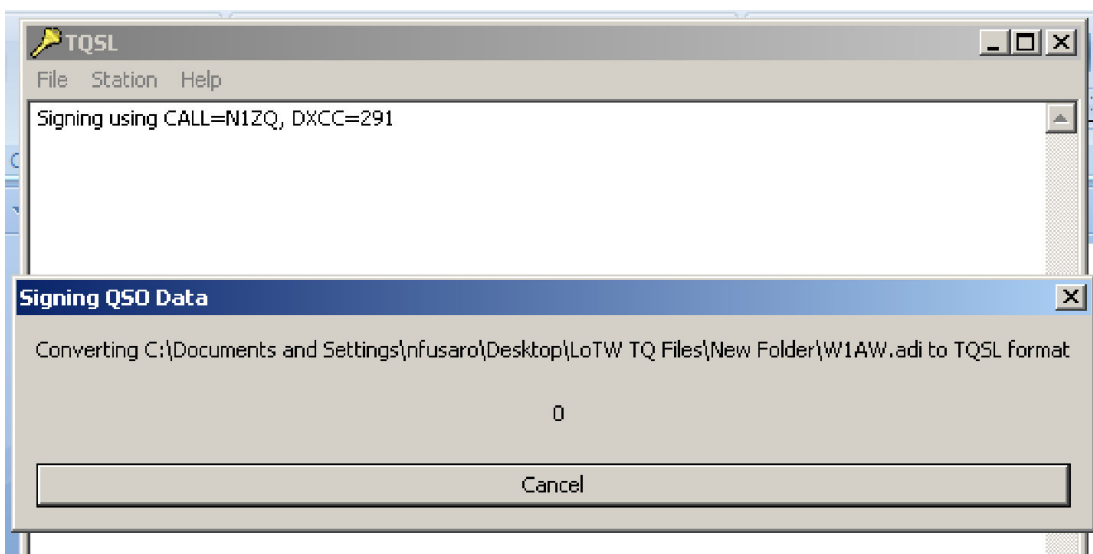 TQSL
File Station Help
Signing using CALL=N1ZQ, DXCC=291
Signing QSO Data
Converting C:\Documents and Settings\nfusaro\Desktop\LoTW TQ Files\New Folder\W1AW.adi to TQSL format
0
Cancel